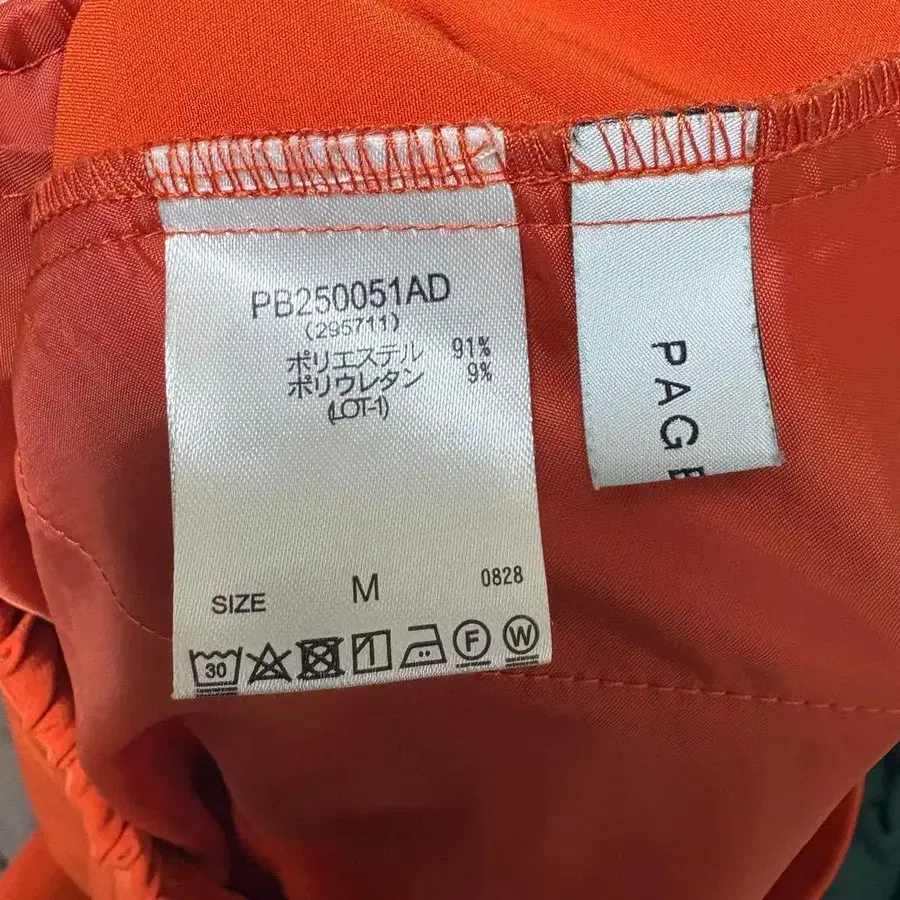 PB250051AD
(295711)
ポリエステル 91%
ポリウレタン 9%
(LOT-1)
SIZE M 0828
30 F W
PAGE